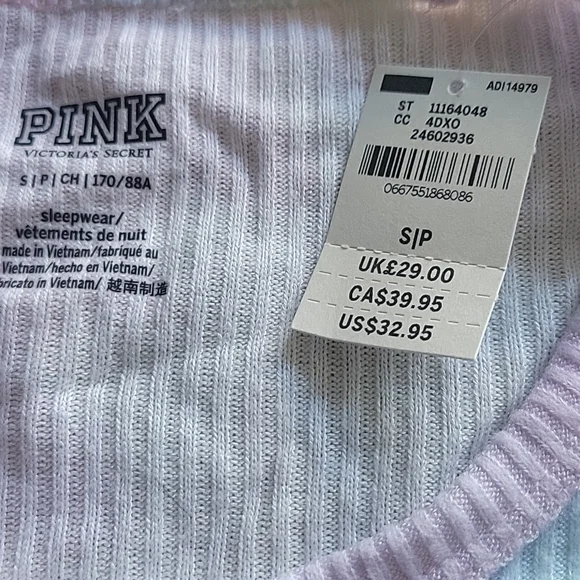 PINK
VICTORIA'S SECRET
S | P | CH | 170/88A
sleepwear/
vêtements de nuit
made in Vietnam/fabriqué au
Vietnam/hecho en Vietnam/
bricato in Vietnam/ 越南制造
ADI14979
ST 11164048
CC 4DXO
24602936
0667551868086
S|P
UK£29.00
CA$39.95
US$32.95